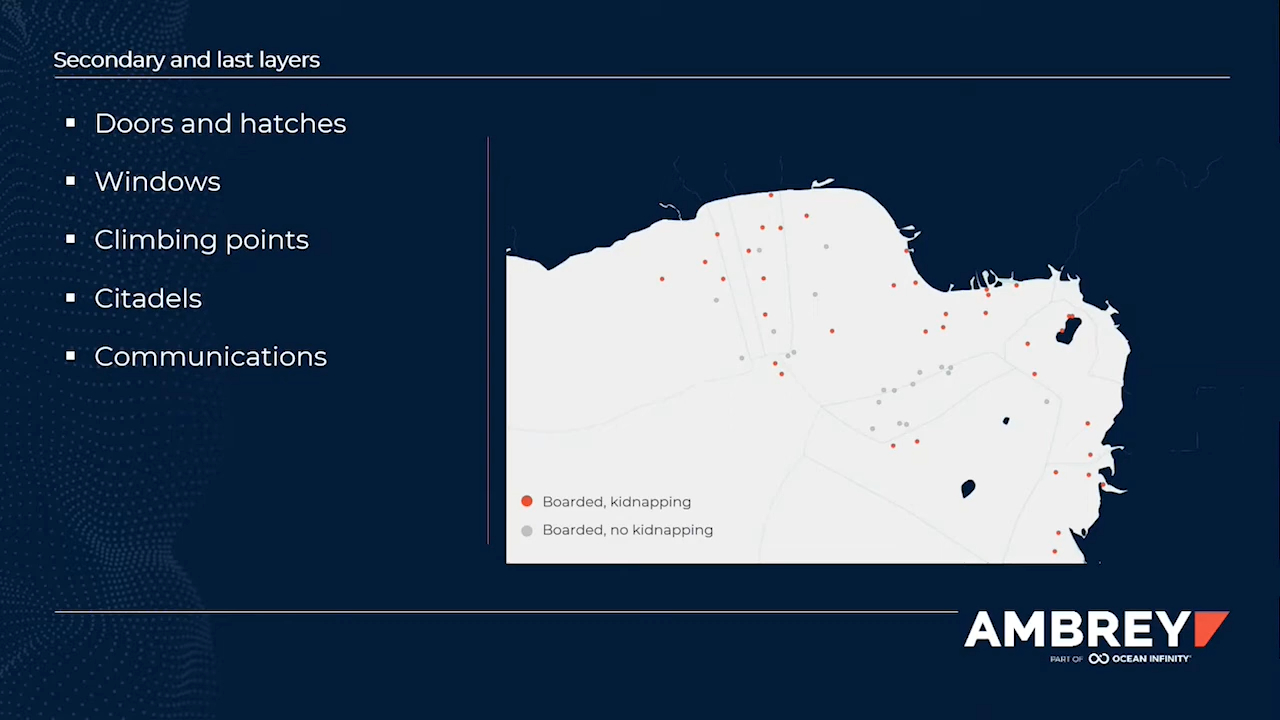 Secondary and last layers
Doors and hatches
Windows
Climbing points
Citadels
Communications
Boarded, kidnapping
Boarded, no kidnapping
AMBREY
PART OF OCEAN INFINITY